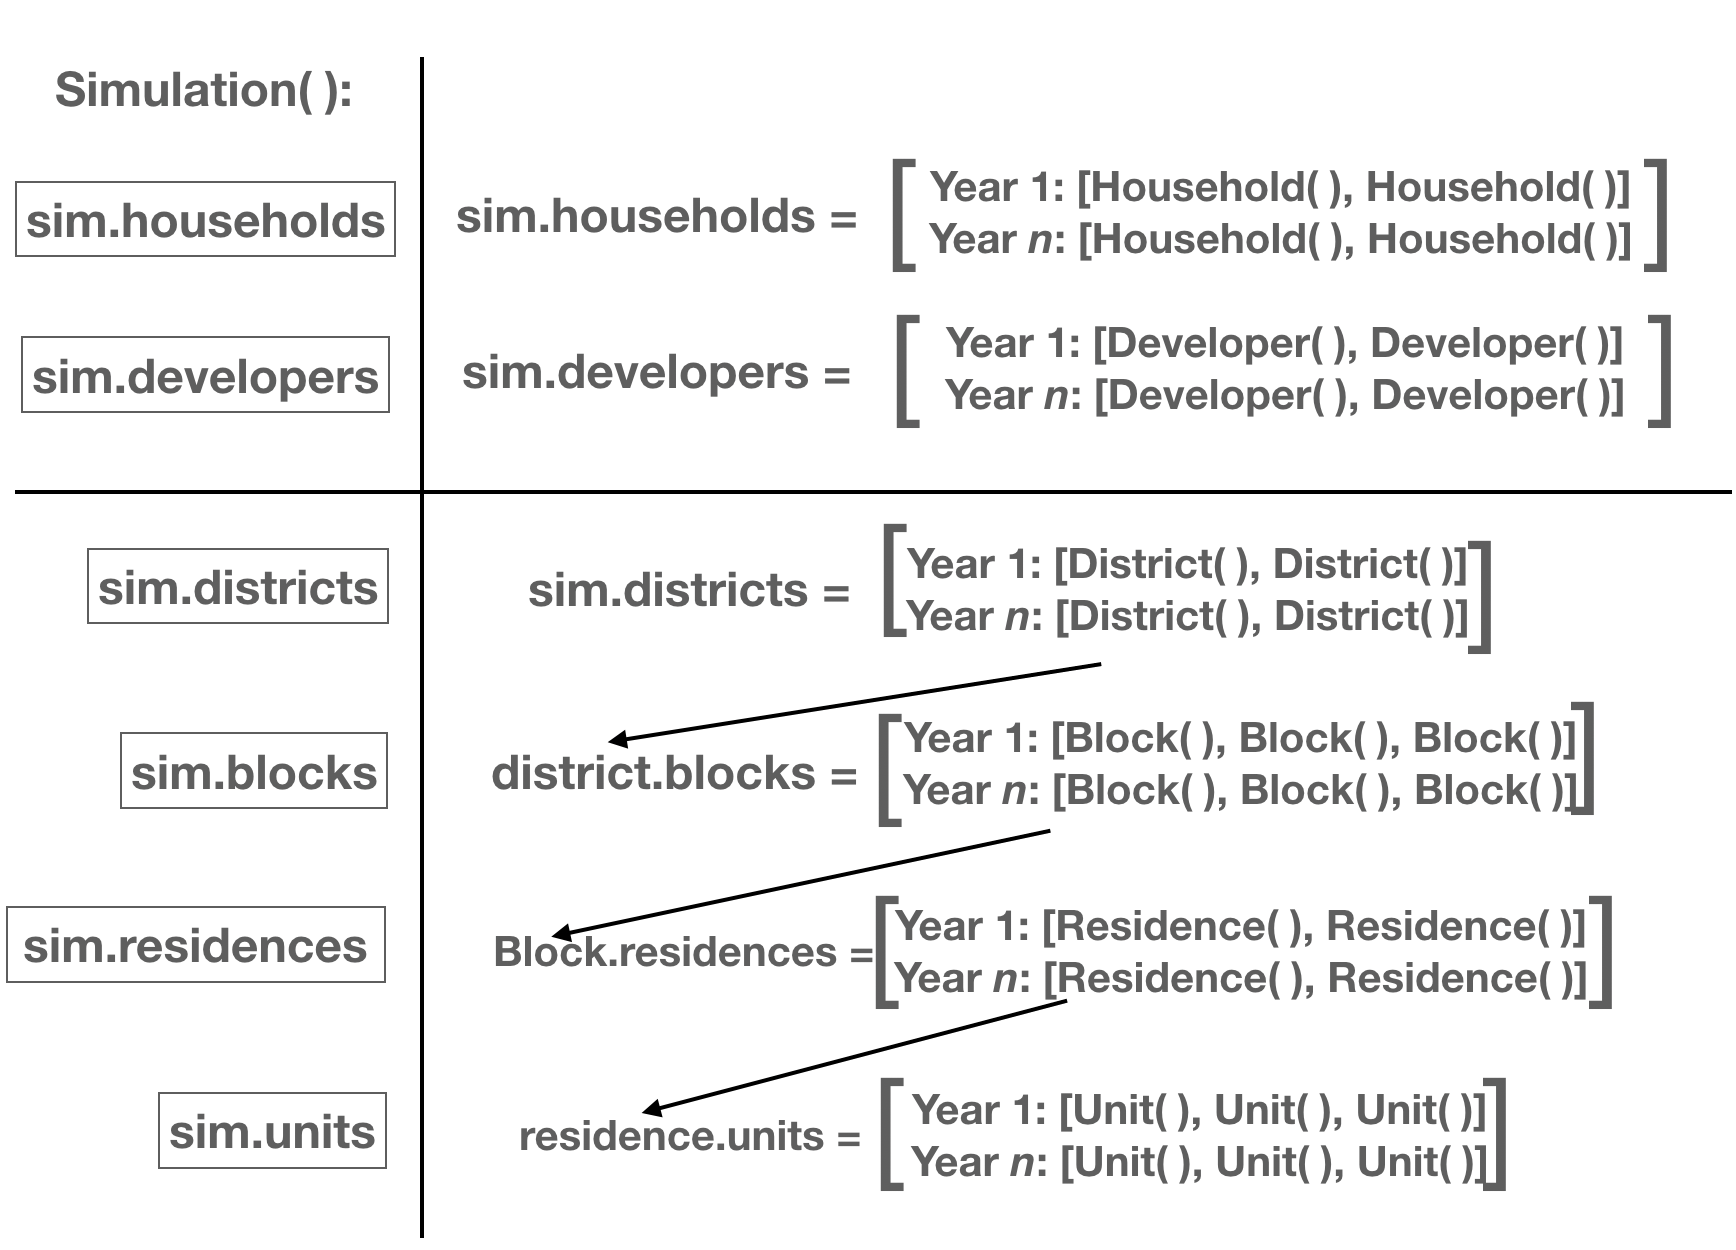 Simulation( ):
sim.households
sim.households =
Year 1: [Household( ), Household( )]
Year n: [Household( ), Household( )]
sim.developers
sim.developers =
Year 1: [Developer( ), Developer( )]
Year n: [Developer( ), Developer( )]
sim.districts
sim.districts =
Year 1: [District( ), District( )]
Year n: [District( ), District( )]
sim.blocks
district.blocks =
Year 1: [Block( ), Block( ), Block( )]
Year n: [Block( ), Block( ), Block( )]
sim.residences
Block.residences =
Year 1: [Residence( ), Residence( )]
Year n: [Residence( ), Residence( )]
sim.units
residence.units =
Year 1: [Unit( ), Unit( ), Unit( )]
Year n: [Unit( ), Unit( ), Unit( )]